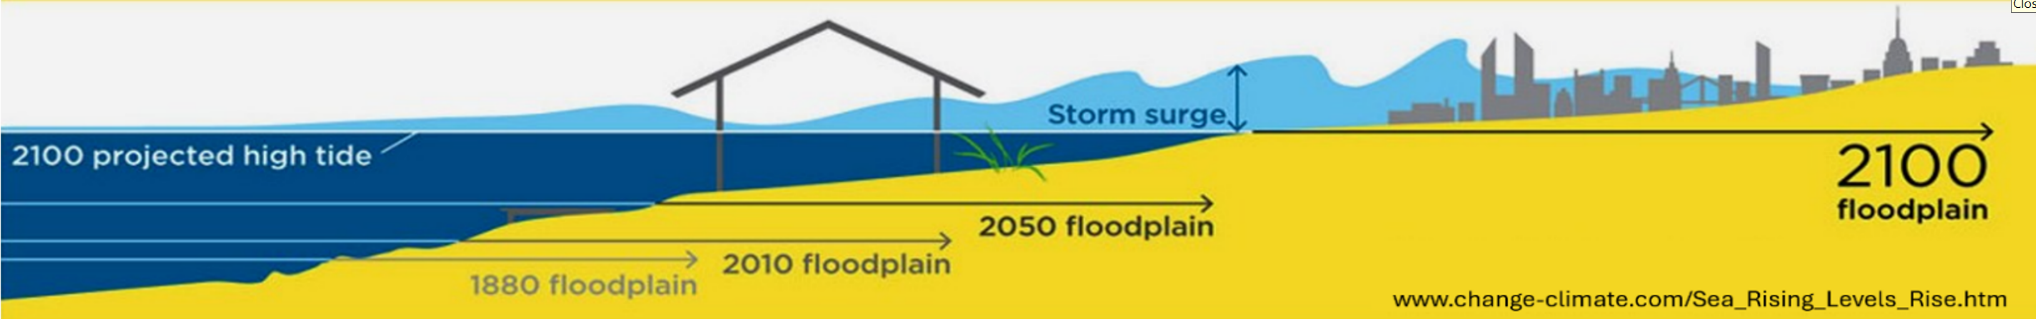 Clos
Storm surge
2100 projected high tide
2100
floodplain
2050 floodplain
2010 floodplain
1880 floodplain
www.change-climate.com/Sea_Rising_Levels_Rise.htm